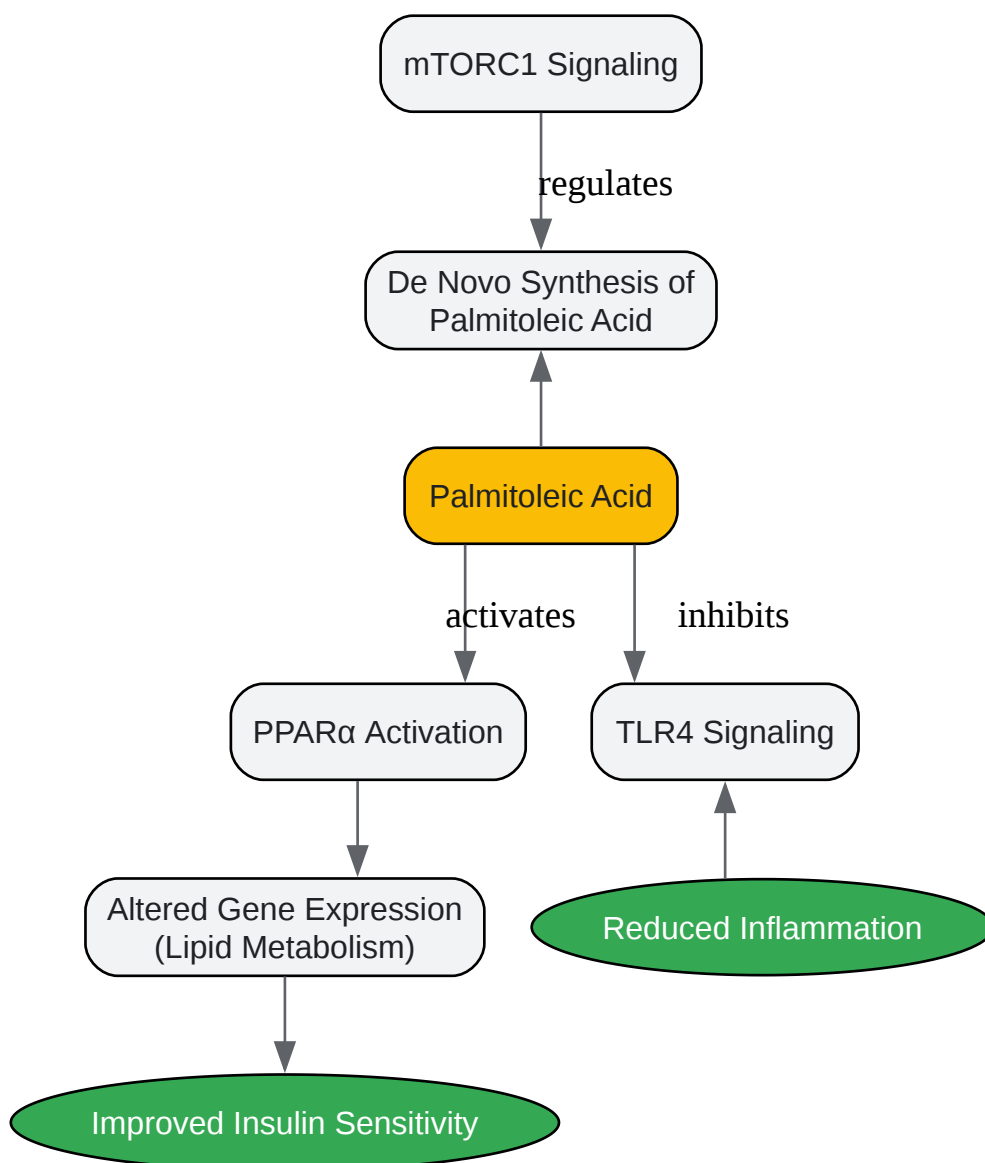 mTORC1 Signaling
regulates
De Novo Synthesis of
Palmitoleic Acid
Palmitoleic Acid
activates
inhibits
PPARα Activation
TLR4 Signaling
Altered Gene Expression
(Lipid Metabolism)
Reduced Inflammation
Improved Insulin Sensitivity